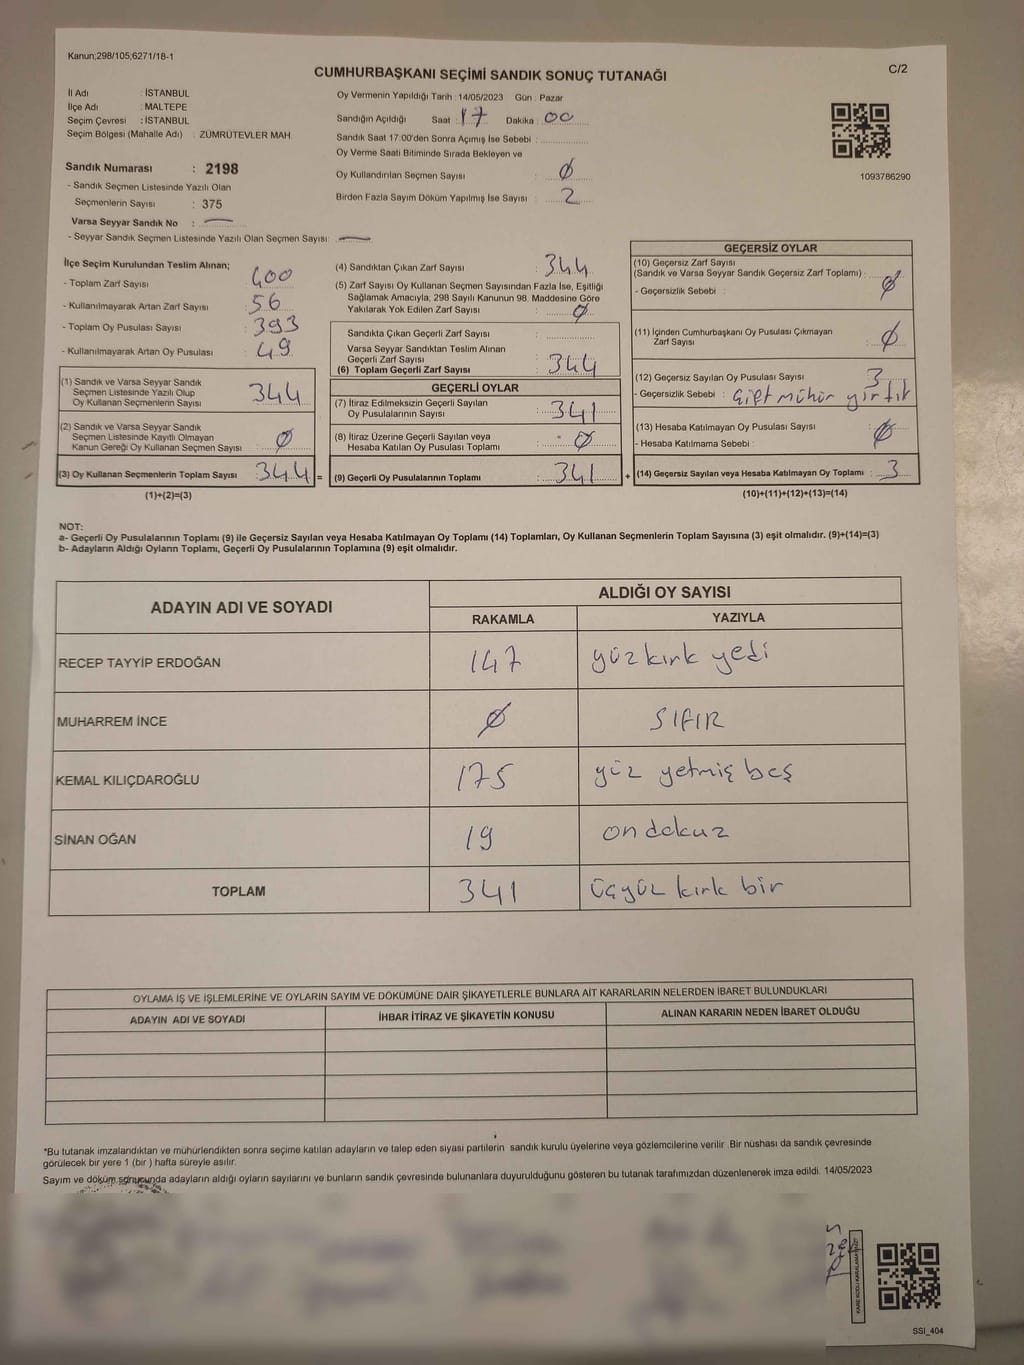 Kanun;298/105;6271/18-1
C/2
CUMHURBAŞKANI SEÇİMİ SANDIK SONUÇ TUTANAĞI
İl Adı : İSTANBUL
İlçe Adı : MALTEPE
Seçim Çevresi : İSTANBUL
Seçim Bölgesi (Mahalle Adı) : ZÜMRÜTEVLER MAH
Sandık Numarası : 2198
- Sandık Seçmen Listesinde Yazılı Olan
Seçmenlerin Sayısı : 375
Varsa Seyyar Sandık No :
- Seyyar Sandık Seçmen Listesinde Yazılı Olan Seçmen Sayısı:
Oy Vermenin Yapıldığı Tarih : 14/05/2023 Gün : Pazar
Sandığın Açıldığı Saat : 17 Dakika : 00
Sandık Saat 17.00'den Sonra Açımış İse Sebebi :
Oy Verme Saati Bitiminde Sırada Bekleyen ve
Oy Kullandırılan Seçmen Sayısı : Ø
Birden Fazla Sayım Döküm Yapılmış İse Sayısı : 2
1093786290
İlçe Seçim Kurulundan Teslim Alınan;
- Toplam Zarf Sayısı : 400
- Kullanılmayarak Artan Zarf Sayısı : 56
- Toplam Oy Pusulası Sayısı : 393
- Kullanılmayarak Artan Oy Pusulası : 49
(1) Sandık ve Varsa Seyyar Sandık
Seçmen Listesinde Yazılı Olup
Oy Kullanan Seçmenlerin Sayısı : 344
(2) Sandık ve Varsa Seyyar Sandık
Seçmen Listesinde Kayıtlı Olmayan
Kanun Gereği Oy Kullanan Seçmen Sayısı : Ø
(3) Oy Kullanan Seçmenlerin Toplam Sayısı : 344 =
(1)+(2)=(3)
(4) Sandıktan Çıkan Zarf Sayısı : 344
(5) Zarf Sayısı Oy Kullanan Seçmen Sayısından Fazla İse, Eşitliği
Sağlamak Amacıyla; 298 Sayılı Kanunun 98. Maddesine Göre
Yakılarak Yok Edilen Zarf Sayısı : Ø
Sandıkta Çıkan Geçerli Zarf Sayısı :
Varsa Seyyar Sandıktan Teslim Alınan
Geçerli Zarf Sayısı
(6) Toplam Geçerli Zarf Sayısı : 344
GEÇERLİ OYLAR
(7) İtiraz Edilmeksizin Geçerli Sayılan
Oy Pusulalarının Sayısı : 341
(8) İtiraz Üzerine Geçerli Sayılan veya
Hesaba Katılan Oy Pusulası Toplamı : Ø
(9) Geçerli Oy Pusulalarının Toplamı : 341 +
GEÇERSİZ OYLAR
(10) Geçersiz Zarf Sayısı
(Sandık ve Varsa Seyyar Sandık Geçersiz Zarf Toplamı) : Ø
- Geçersizlik Sebebi :
(11) İçinden Cumhurbaşkanı Oy Pusulası Çıkmayan
Zarf Sayısı : Ø
(12) Geçersiz Sayılan Oy Pusulası Sayısı : 3
- Geçersizlik Sebebi : Çift mühür yırtık
(13) Hesaba Katılmayan Oy Pusulası Sayısı : Ø
- Hesaba Katılmama Sebebi :
(14) Geçersiz Sayılan veya Hesaba Katılmayan Oy Toplamı : 3
(10)+(11)+(12)+(13)=(14)
NOT:
a- Geçerli Oy Pusulalarının Toplamı (9) ile Geçersiz Sayılan veya Hesaba Katılmayan Oy Toplamı (14) Toplamları, Oy Kullanan Seçmenlerin Toplam Sayısına (3) eşit olmalıdır. (9)+(14)=(3)
b- Adayların Aldığı Oyların Toplamı, Geçerli Oy Pusulalarının Toplamına (9) eşit olmalıdır.
ADAYIN ADI VE SOYADI
ALDIĞI OY SAYISI
RAKAMLA YAZIYLA
RECEP TAYYİP ERDOĞAN 147 yüzkırk yedi
MUHARREM İNCE Ø SIFIR
KEMAL KILIÇDAROĞLU 175 yüz yetmiş beş
SİNAN OĞAN 19 on dokuz
TOPLAM 341 üçyüz kırk bir
OYLAMA İŞ VE İŞLEMLERİNE VE OYLARIN SAYIM VE DÖKÜMÜNE DAİR ŞİKAYETLERLE BUNLARA AİT KARARLARIN NELERDEN İBARET BULUNDUKLARI
ADAYIN ADI VE SOYADI İHBAR İTİRAZ VE ŞİKAYETİN KONUSU ALINAN KARARIN NEDEN İBARET OLDUĞU
*Bu tutanak imzalandıktan ve mühürlendikten sonra seçime katılan adayların ve talep eden siyasi partilerin sandık kurulu üyelerine veya gözlemcilerine verilir. Bir nüshası da sandık çevresinde
görülecek bir yere 1 (bir ) hafta süreyle asılır.
Sayım ve döküm sonucunda adayların aldığı oyların sayılarını ve bunların sandık çevresinde bulunanlara duyurulduğunu gösteren bu tutanak tarafımızdan düzenlenerek imza edildi. 14/05/2023
SSI_404